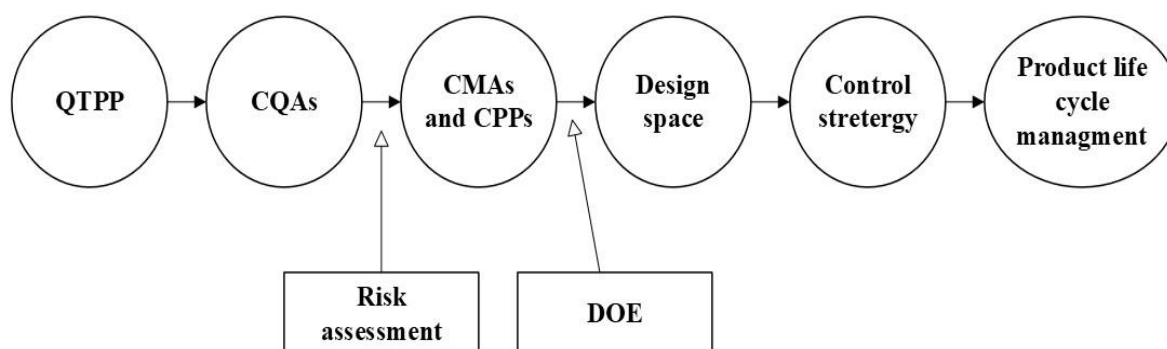 QTPP
CQAs
CMAs
and CPPs
Design
space
Control
stretergy
Product life
cycle
managment
Risk
assessment
DOE